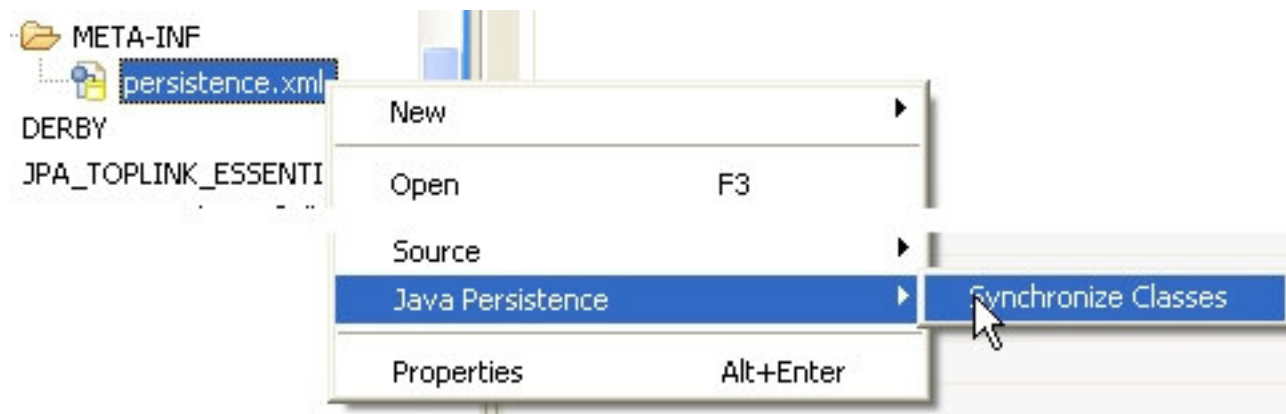 META-INF
persistence.xml
DERBY
JPA_TOPLINK_ESSENTI
New
Open F3
Source
Java Persistence
Synchronize Classes
Properties Alt+Enter